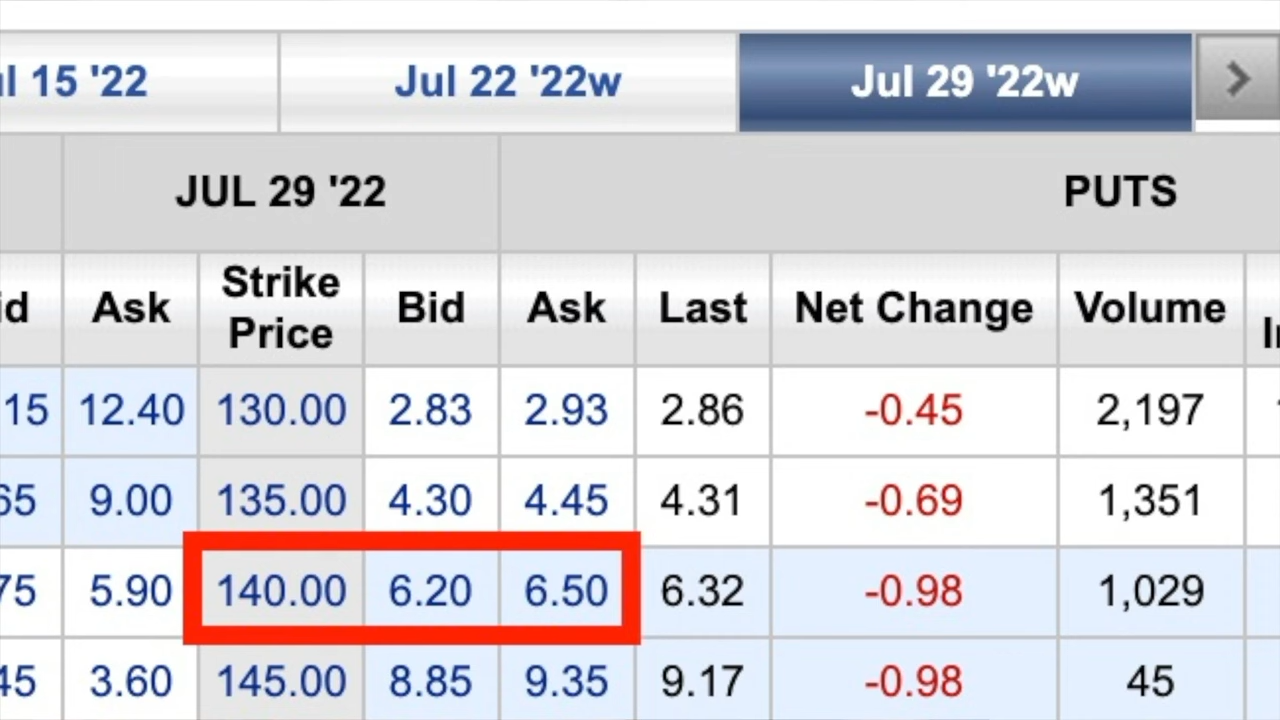 15 '22 Jul 22 '22w Jul 29 '22w
JUL 29 '22 PUTS
Ask Strike Price Bid Ask Last Net Change Volume
15 12.40 130.00 2.83 2.93 2.86 -0.45 2,197
65 9.00 135.00 4.30 4.45 4.31 -0.69 1,351
75 5.90 140.00 6.20 6.50 6.32 -0.98 1,029
45 3.60 145.00 8.85 9.35 9.17 -0.98 45